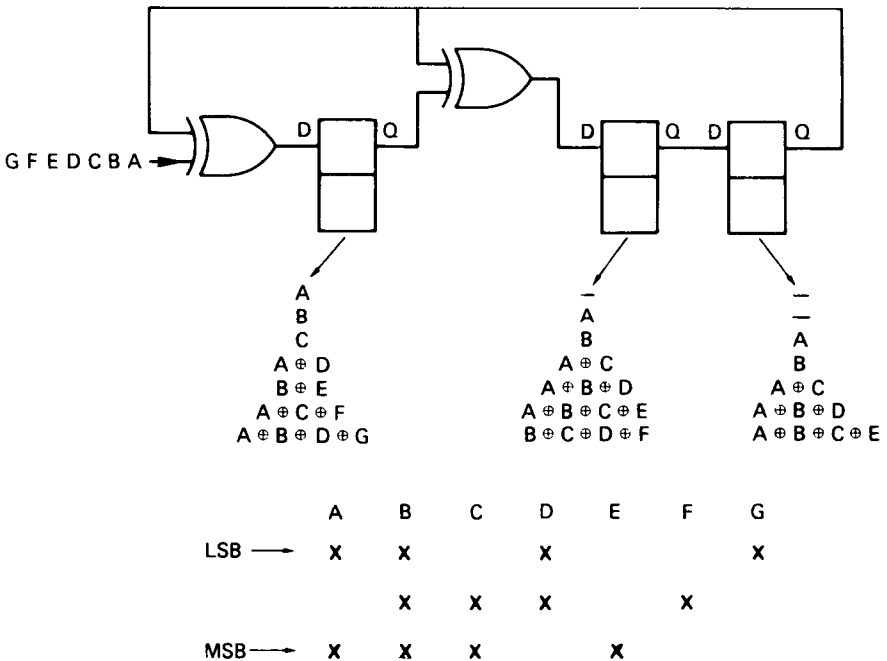 D Q D Q D Q
G F E D C B A
A — —
B A —
C B A
A ⊕ D A ⊕ C B
B ⊕ E A ⊕ B ⊕ D A ⊕ C
A ⊕ C ⊕ F A ⊕ B ⊕ C ⊕ E A ⊕ B ⊕ D
A ⊕ B ⊕ D ⊕ G B ⊕ C ⊕ D ⊕ F A ⊕ B ⊕ C ⊕ E
A B C D E F G
LSB X X X X
X X X X
MSB X X X X